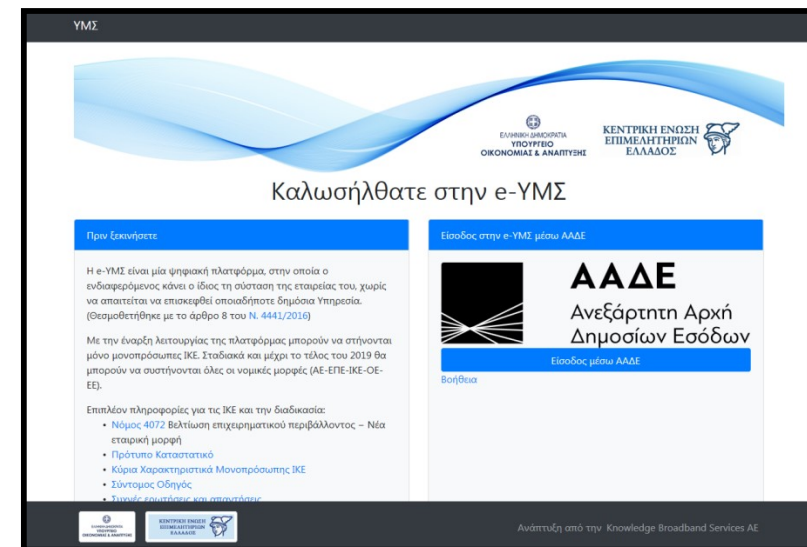 ΥΜΣ
ΕΛΛΗΝΙΚΗ ΔΗΜΟΚΡΑΤΙΑ
ΥΠΟΥΡΓΕΙΟ
ΟΙΚΟΝΟΜΙΑΣ & ΑΝΑΠΤΥΞΗΣ
ΚΕΝΤΡΙΚΗ ΕΝΩΣΗ
ΕΠΙΜΕΛΗΤΗΡΙΩΝ
ΕΛΛΑΔΟΣ
Καλωσήλθατε στην e-ΥΜΣ
Πριν ξεκινήσετε
Η e-ΥΜΣ είναι μία ψηφιακή πλατφόρμα, στην οποία ο
ενδιαφερόμενος κάνει ο ίδιος τη σύσταση της εταιρείας του, χωρίς
να απαιτείται να επισκεφθεί οποιαδήποτε δημόσια Υπηρεσία.
(Θεσμοθετήθηκε με το άρθρο 8 του Ν. 4441/2016)
Με την έναρξη λειτουργίας της πλατφόρμας μπορούν να στήνονται
μόνο μονοπρόσωπες ΙΚΕ. Σταδιακά και μέχρι το τέλος του 2019 θα
μπορούν να συστήνονται όλες οι νομικές μορφές (ΑΕ-ΕΠΕ-ΙΚΕ-ΟΕ-
ΕΕ).
Επιπλέον πληροφορίες για τις ΙΚΕ και την διαδικασία:
• Νόμος 4072 Βελτίωση επιχειρηματικού περιβάλλοντος – Νέα
εταιρική μορφή
• Πρότυπο Καταστατικό
• Κύρια Χαρακτηριστικά Μονοπρόσωπης ΙΚΕ
• Σύντομος Οδηγός
• Συχνές ερωτήσεις και απαντήσεις
Είσοδος στην e-ΥΜΣ μέσω ΑΑΔΕ
ΑΑΔΕ
Ανεξάρτητη Αρχή
Δημοσίων Εσόδων
Είσοδος μέσω ΑΑΔΕ
Βοήθεια
ΚΕΝΤΡΙΚΗ ΕΝΩΣΗ
ΕΠΙΜΕΛΗΤΗΡΙΩΝ
ΕΛΛΑΔΟΣ
Ανάπτυξη από την Knowledge Broadband Services AE